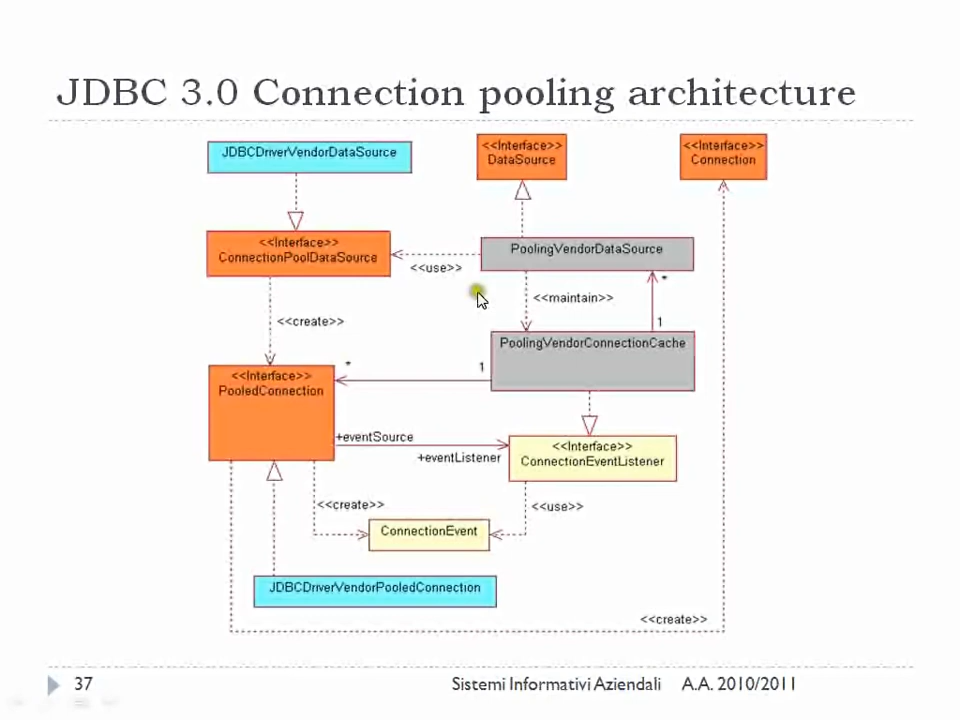 JDBC 3.0 Connection pooling architecture
JDBCDriverVendorDataSource
<<Interface>>
DataSource
<<Interface>>
Connection
<<Interface>>
ConnectionPoolDataSource
PoolingVendorDataSource
<<use>>
<<maintain>>
*
1
<<create>>
PoolingVendorConnectionCache
*
1
<<Interface>>
PooledConnection
+eventSource
+eventListener
<<Interface>>
ConnectionEventListener
<<create>>
<<use>>
ConnectionEvent
JDBCDriverVendorPooledConnection
<<create>>
37
Sistemi Informativi Aziendali A.A. 2010/2011